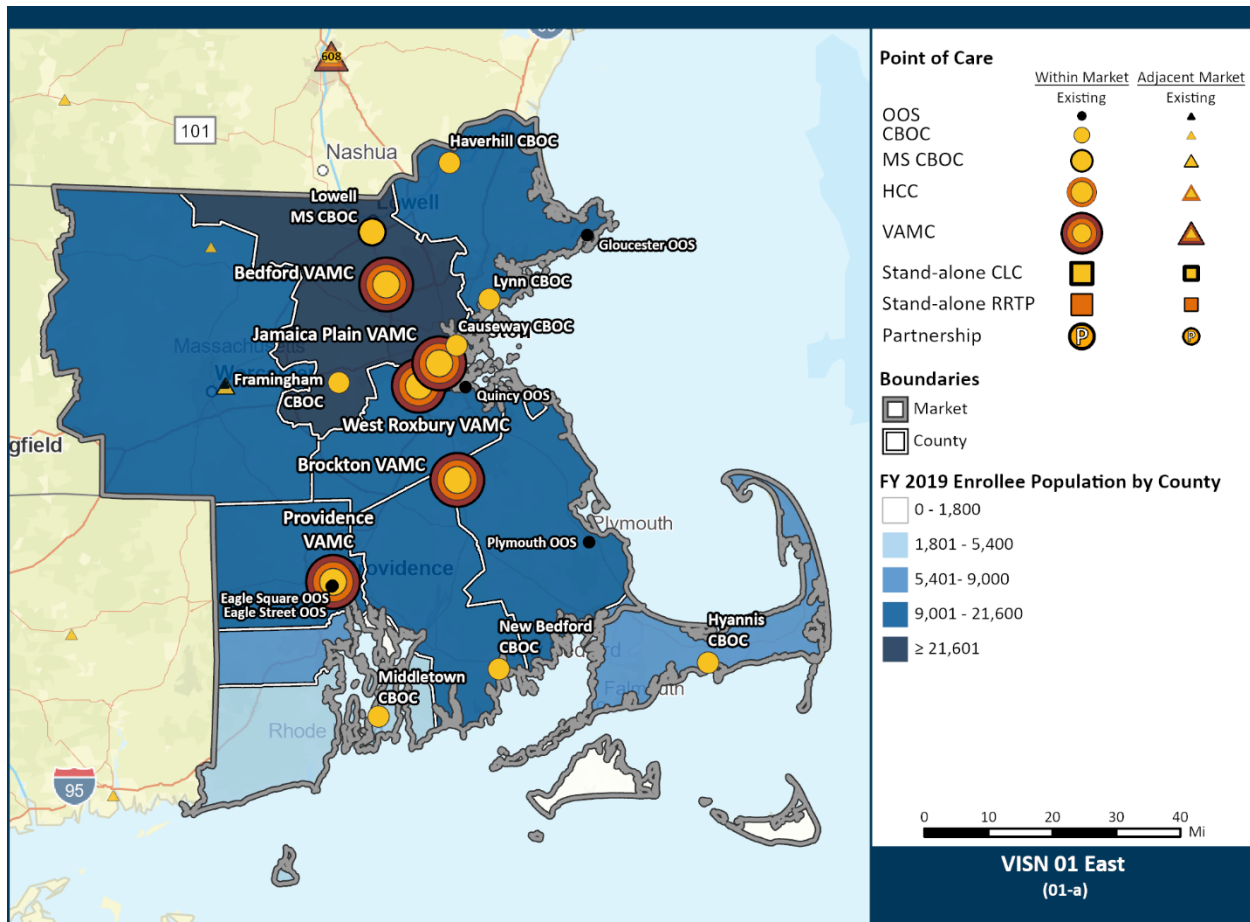 608
101
Nashua
Haverhill CBOC
Lowell
MS CBOC
Lowell
Gloucester OOS
Bedford VAMC
Lynn CBOC
Causeway CBOC
Jamaica Plain VAMC
Massachusetts
Framingham
CBOC
Quincy OOS
West Roxbury VAMC
gfield
Brockton VAMC
Providence
VAMC
Plymouth
Plymouth OOS
Providence
Eagle Square OOS
Eagle Street OOS
New Bedford
CBOC
Hyannis
CBOC
Middletown
CBOC
Falmouth
Rhode
95
Point of Care
Within Market
Adjacent Market
Existing
Existing
OOS
CBOC
MS CBOC
HCC
VAMC
Stand-alone CLC
Stand-alone RRTP
Partnership
P
P
Boundaries
Market
County
FY 2019 Enrollee Population by County
0 - 1,800
1,801 - 5,400
5,401- 9,000
9,001 - 21,600
≥ 21,601
0 10 20 30 40
Mi
VISN 01 East
(01-a)